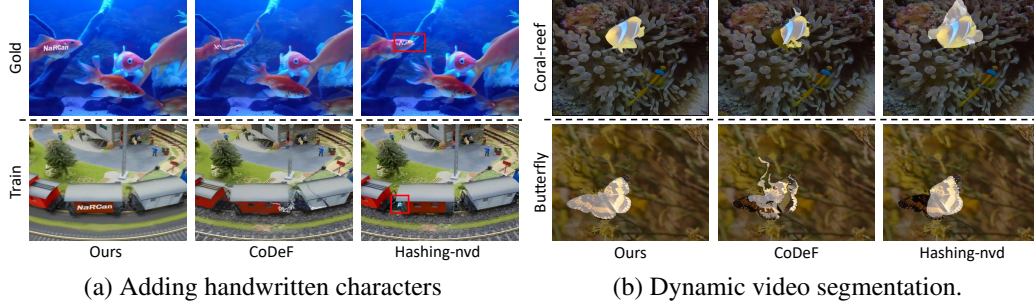 Gold
NaRCan
Train
NaRCan
Ours
CoDeF
Hashing-nvd
(a) Adding handwritten characters
Coral-reef
Butterfly
Ours
CoDeF
Hashing-nvd
(b) Dynamic video segmentation.